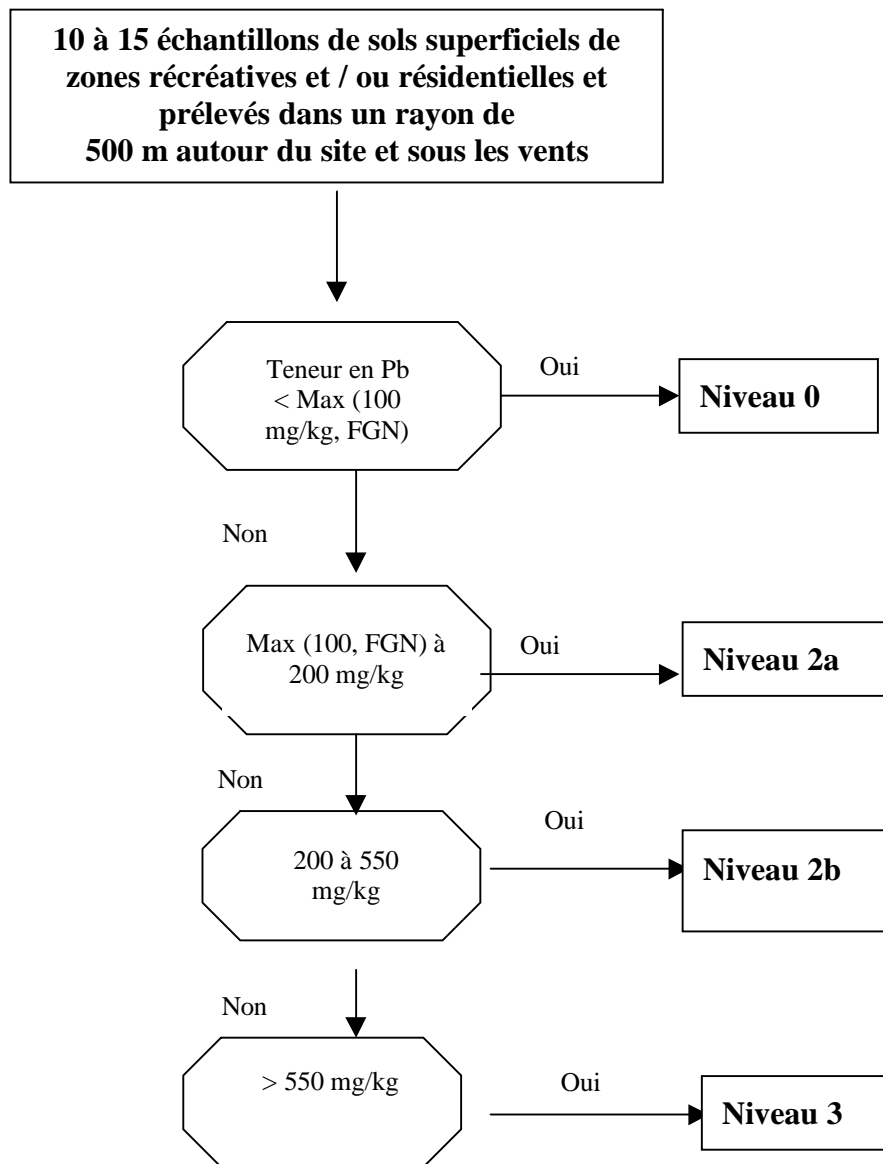 10 à 15 échantillons de sols superficiels de
zones récréatives et / ou résidentielles et
prélevés dans un rayon de
500 m autour du site et sous les vents
Teneur en Pb
< Max (100
mg/kg, FGN)
Oui
Niveau 0
Non
Max (100, FGN) à
200 mg/kg
Oui
Niveau 2a
Non
200 à 550
mg/kg
Oui
Niveau 2b
Non
> 550 mg/kg
Oui
Niveau 3